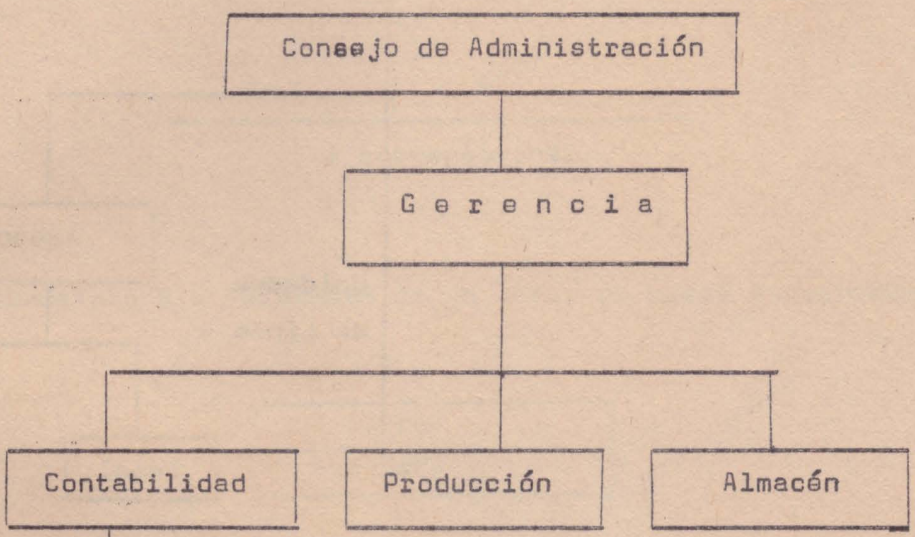 Consejo de Administración
G e r e n c i a
Contabilidad
Producción
Almacén